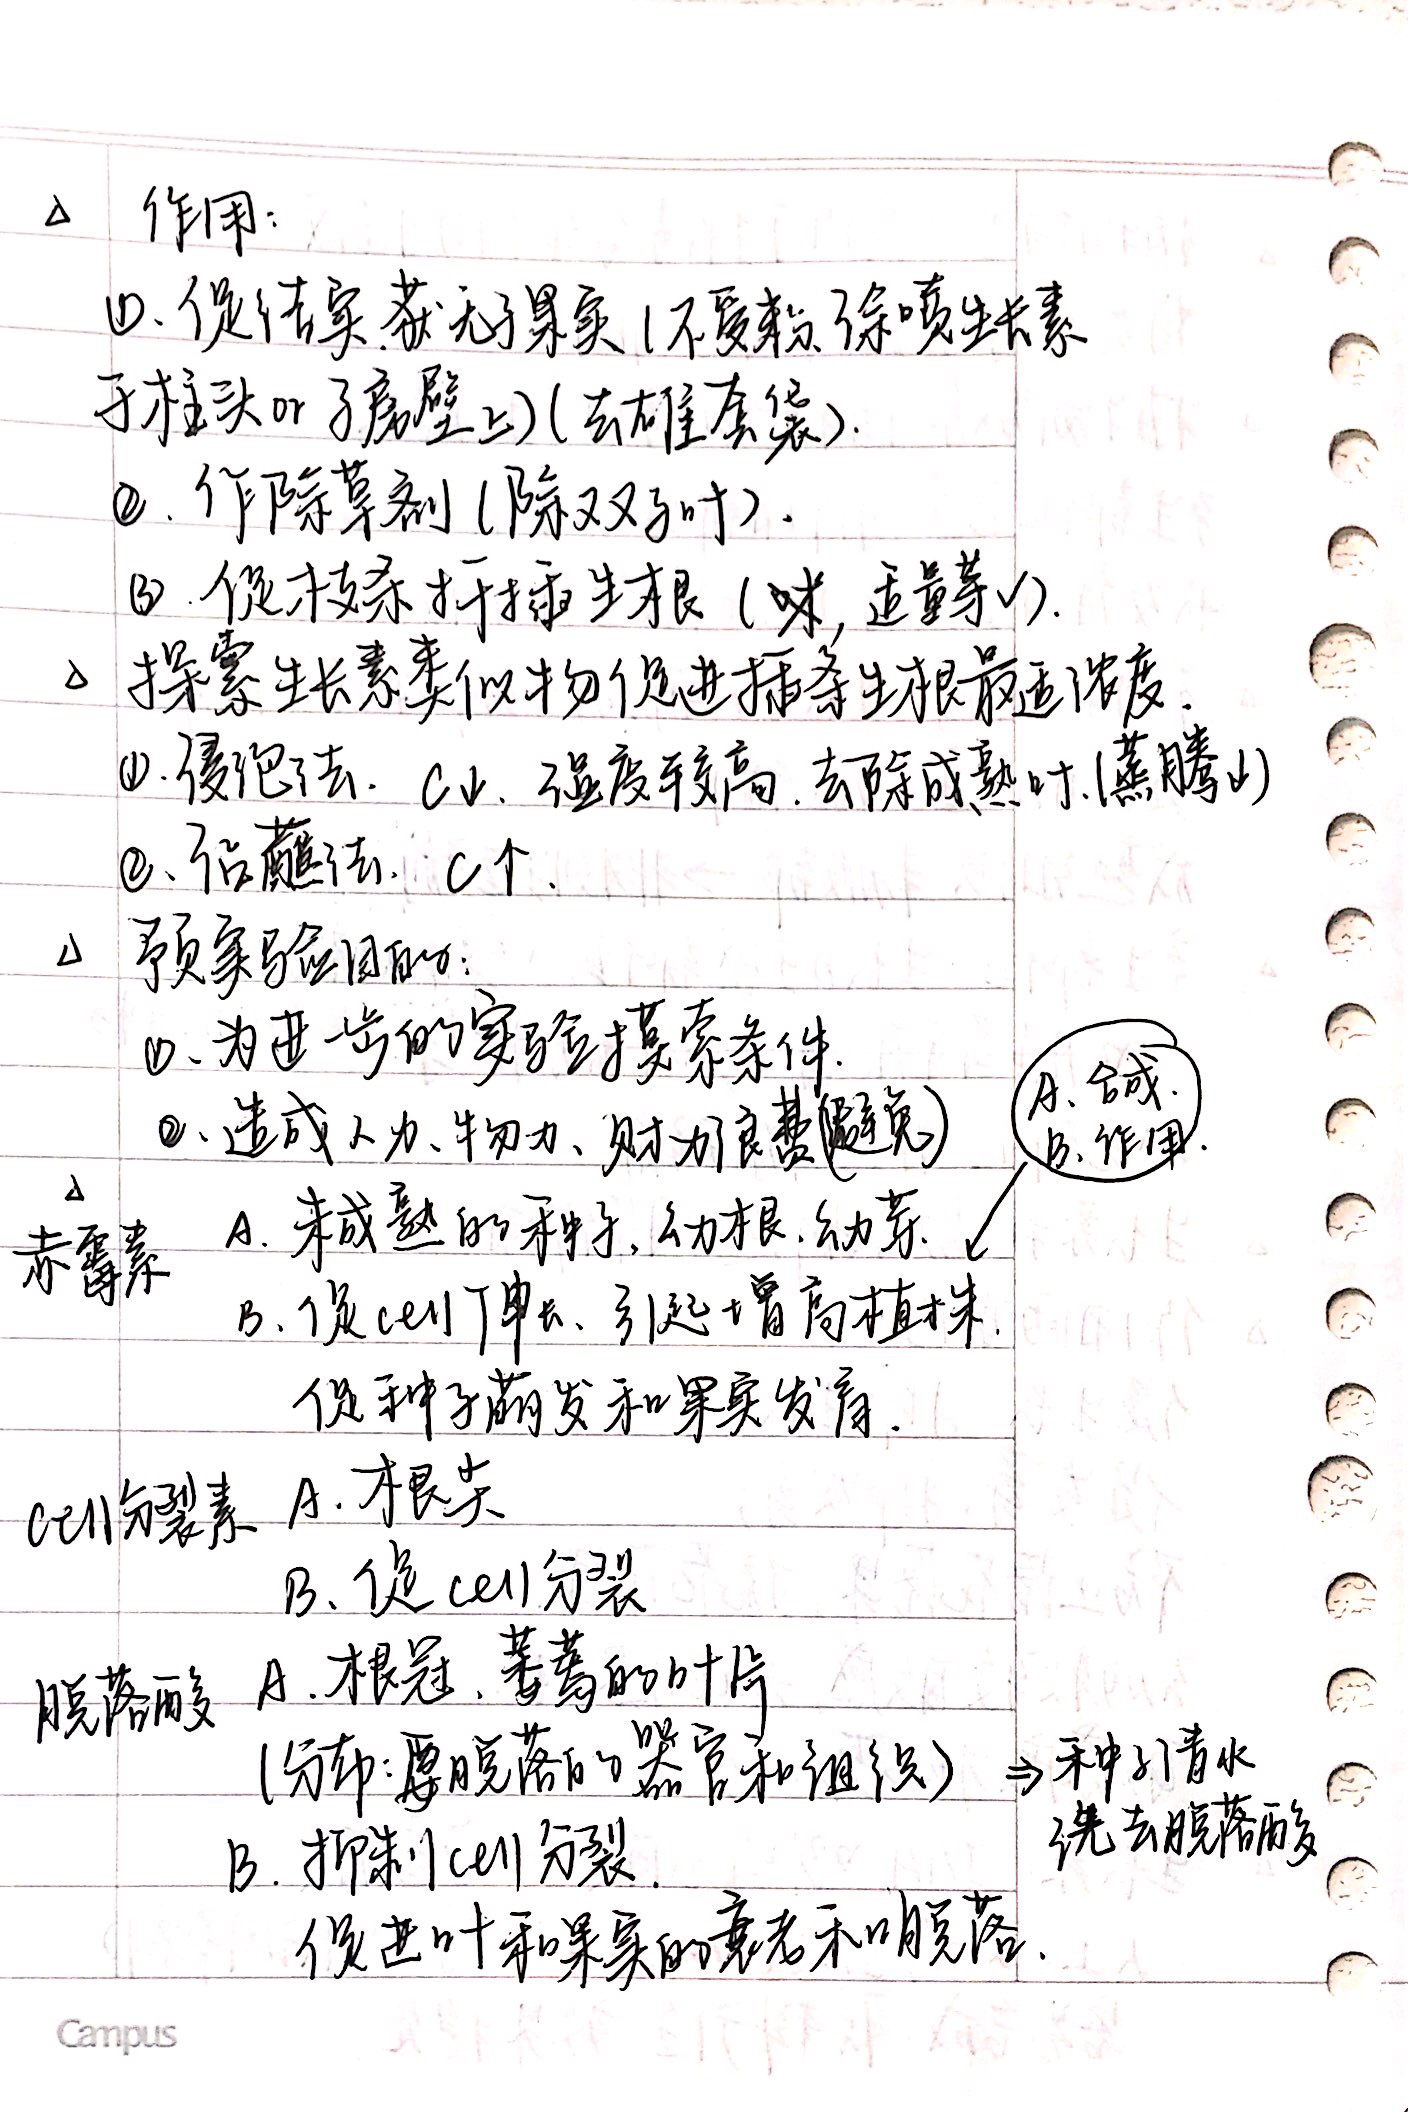 △ 作用:
①、促结实、获无子果实(不受粉、涂喷生长素
于柱头or子房壁上)(去雄套袋).
②. 作除草剂(除双子叶).
③. 促枝条扦插生根( , 适量芽✓).
△ 探索生长素类似物促进插条生根最适浓度.
①. 浸泡法. C↓. 湿度较高. 去除成熟叶.(蒸腾↓)
②、沾蘸法. C↑.
△ 预实验目的:
①、为进一步的实验摸索条件.
②、造成人力、物力、财力浪费(避免)
A、合成.
B、作用.
△
赤霉素 A. 未成熟的种子, 幼根. 幼芽.
B. 促cell伸长、引起增高植株.
促种子萌发和果实发育.
cell分裂素 A. 根尖
B、促cell分裂
脱落酸 A. 根冠、萎蔫的叶片
(分布:要脱落的器官和组织) ⇒ 种子清水
洗去脱落酸
B. 抑制cell分裂.
促进叶和果实的衰老和脱落.
Campus